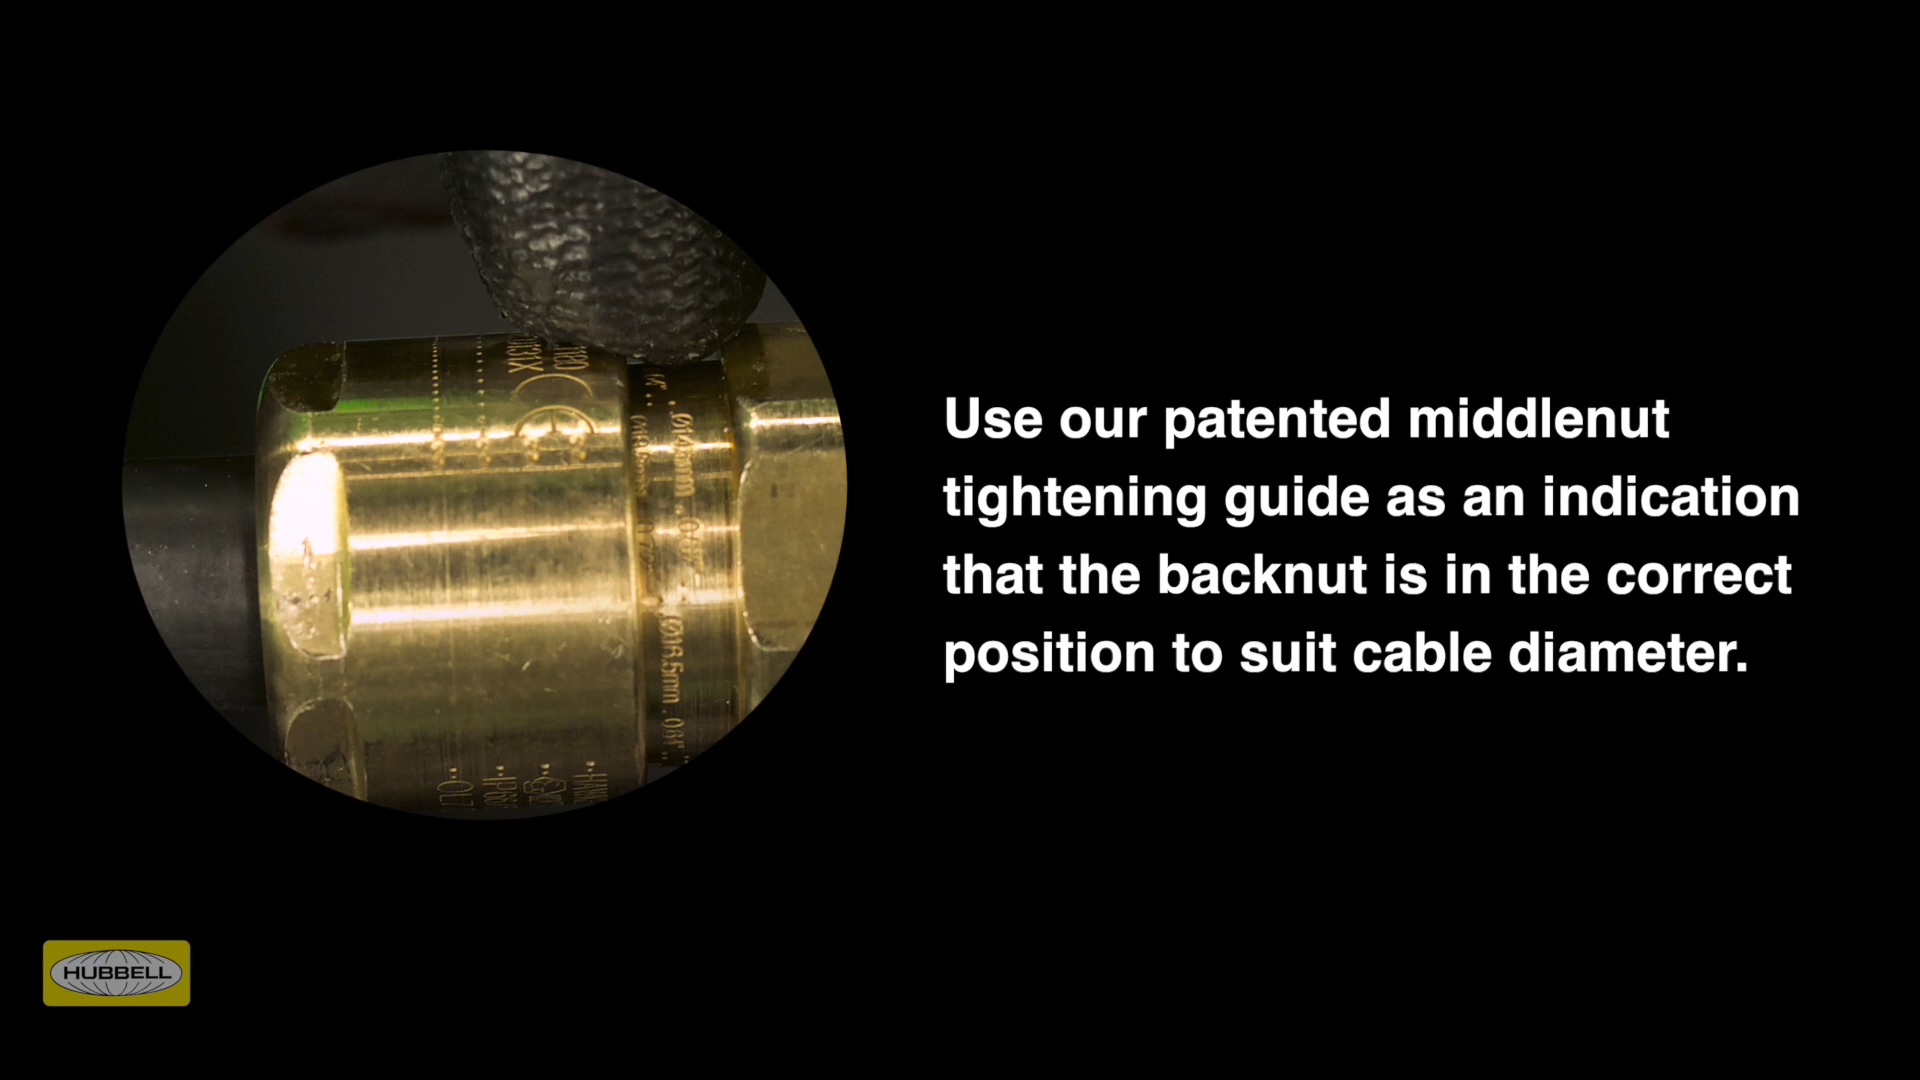 Use our patented middlenut
tightening guide as an indication
that the backnut is in the correct
position to suit cable diameter.
HUBBELL